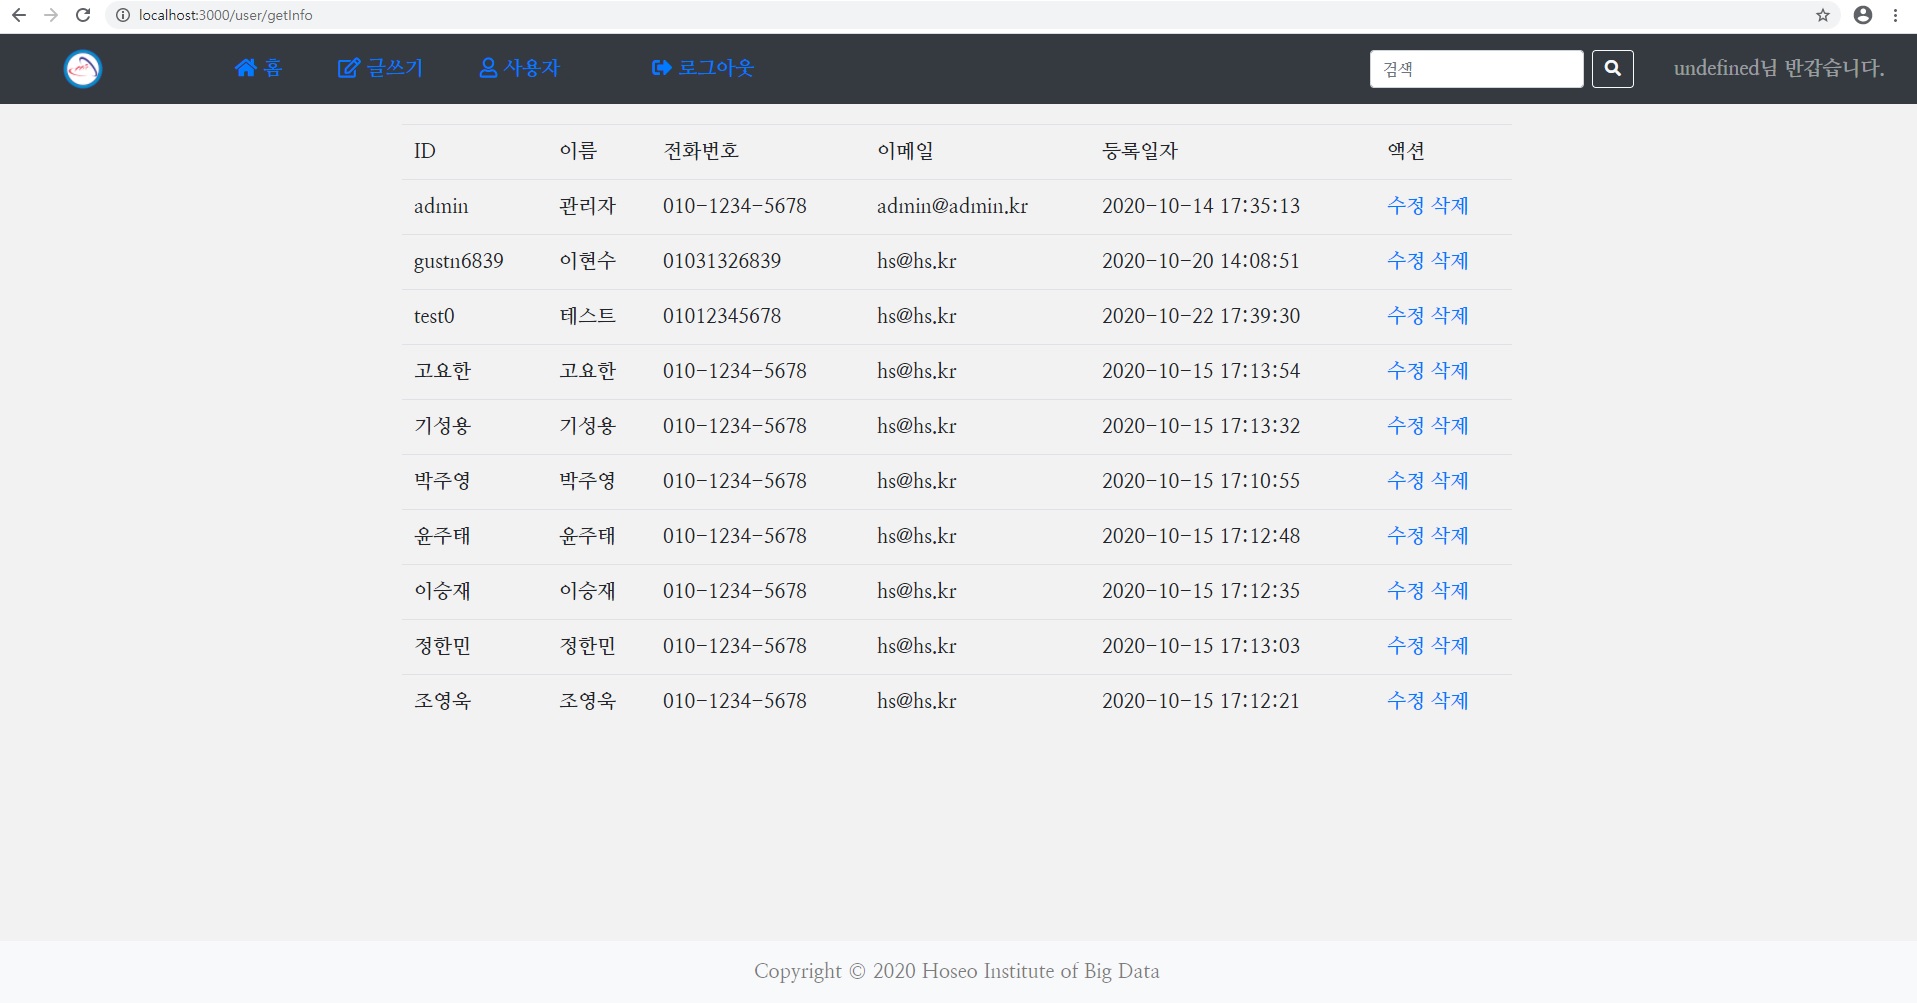 localhost:3000/user/getInfo
홈 글쓰기 사용자 로그아웃 검색 undefined님 반갑습니다.
ID 이름 전화번호 이메일 등록일자 액션
admin 관리자 010-1234-5678 admin@admin.kr 2020-10-14 17:35:13 수정 삭제
gustn6839 이현수 01031326839 hs@hs.kr 2020-10-20 14:08:51 수정 삭제
test0 테스트 01012345678 hs@hs.kr 2020-10-22 17:39:30 수정 삭제
고요한 고요한 010-1234-5678 hs@hs.kr 2020-10-15 17:13:54 수정 삭제
기성용 기성용 010-1234-5678 hs@hs.kr 2020-10-15 17:13:32 수정 삭제
박주영 박주영 010-1234-5678 hs@hs.kr 2020-10-15 17:10:55 수정 삭제
윤주태 윤주태 010-1234-5678 hs@hs.kr 2020-10-15 17:12:48 수정 삭제
이승재 이승재 010-1234-5678 hs@hs.kr 2020-10-15 17:12:35 수정 삭제
정한민 정한민 010-1234-5678 hs@hs.kr 2020-10-15 17:13:03 수정 삭제
조영욱 조영욱 010-1234-5678 hs@hs.kr 2020-10-15 17:12:21 수정 삭제
Copyright © 2020 Hoseo Institute of Big Data